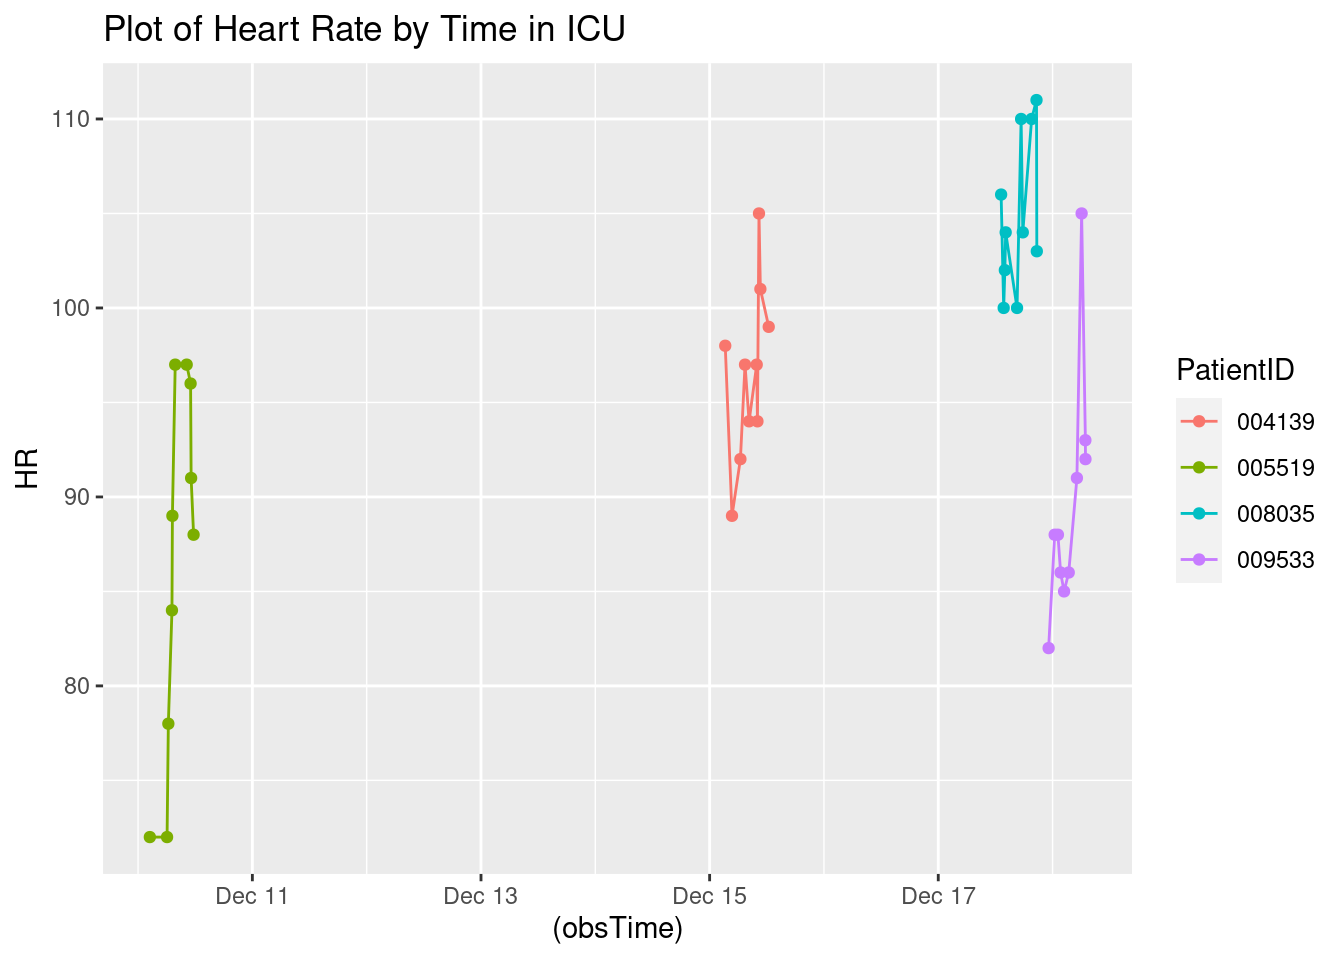 Plot of Heart Rate by Time in ICU
110
100
90
80
HR
Dec 11
Dec 13
Dec 15
Dec 17
(obsTime)
PatientID
004139
005519
008035
009533